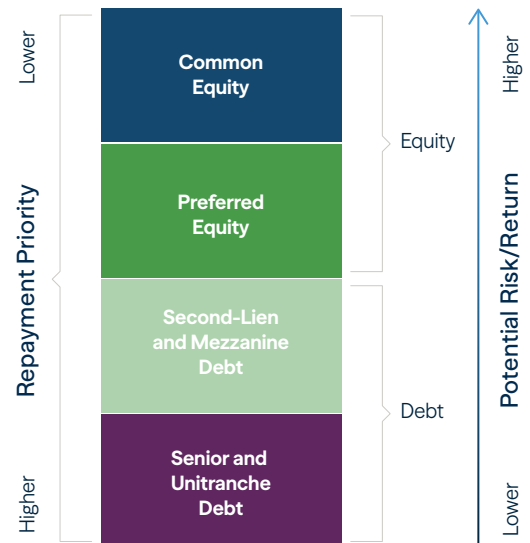 Lower
Repayment Priority
Higher
Common
Equity
Preferred
Equity
Second-Lien
and Mezzanine
Debt
Senior and
Unitranche
Debt
Equity
Debt
Higher
Potential Risk/Return
Lower